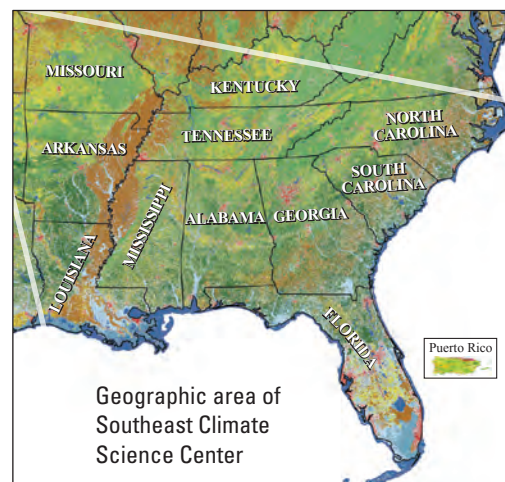 MISSOURI
KENTUCKY
NORTH
CAROLINA
TENNESSEE
ARKANSAS
SOUTH
CAROLINA
MISSISSIPPI
ALABAMA
GEORGIA
LOUISIANA
FLORIDA
Puerto Rico
Geographic area of
Southeast Climate
Science Center